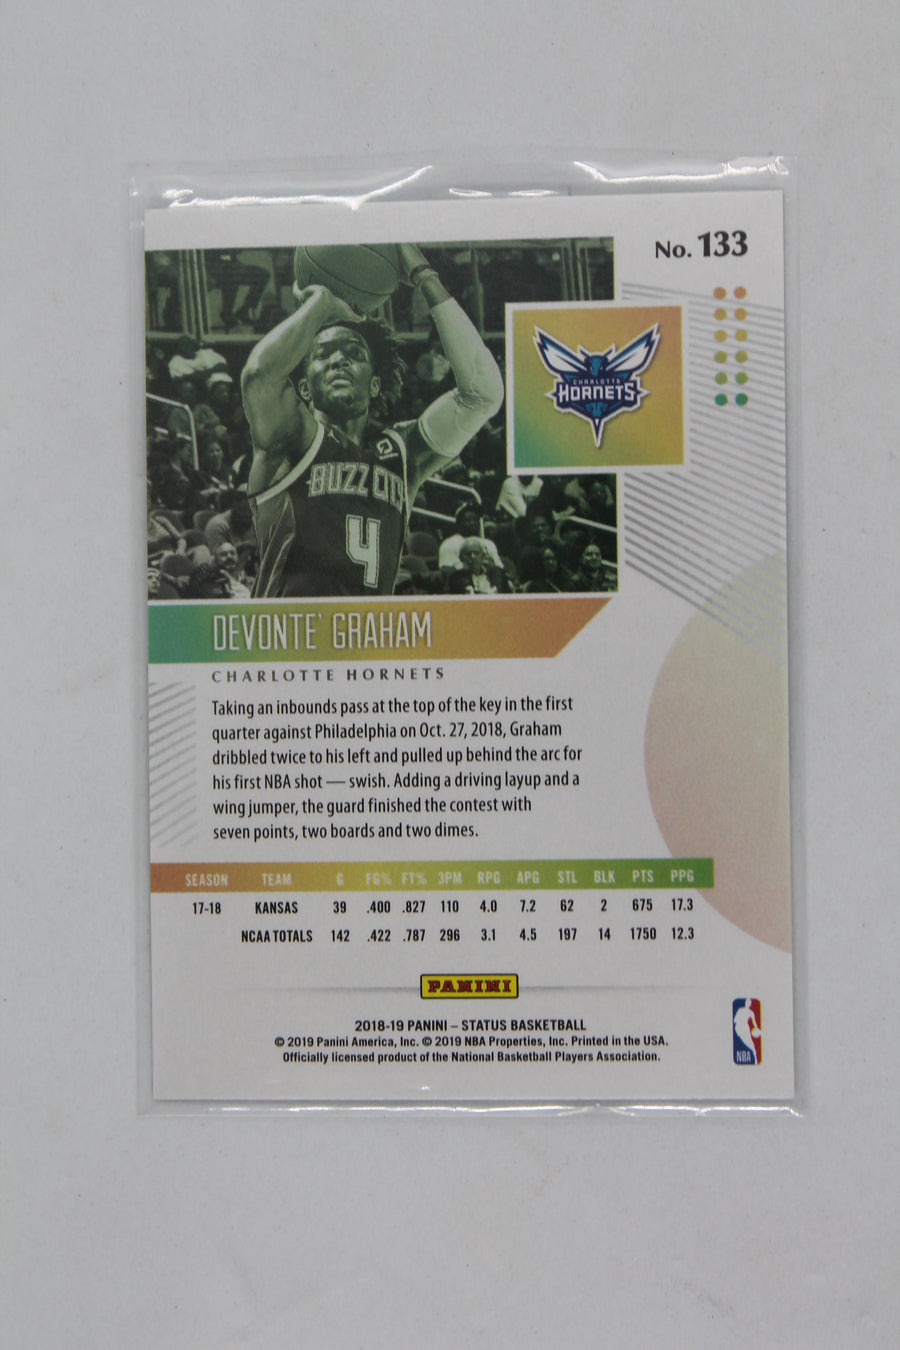 No. 133
CHARLOTTE
HORNETS
BUZZ CITY
4
DEVONTE' GRAHAM
CHARLOTTE HORNETS
Taking an inbounds pass at the top of the key in the first
quarter against Philadelphia on Oct. 27, 2018, Graham
dribbled twice to his left and pulled up behind the arc for
his first NBA shot — swish. Adding a driving layup and a
wing jumper, the guard finished the contest with
seven points, two boards and two dimes.
SEASON TEAM G FG% FT% 3PM RPG APG STL BLK PTS PPG
17-18 KANSAS 39 .400 .827 110 4.0 7.2 62 2 675 17.3
NCAA TOTALS 142 .422 .787 296 3.1 4.5 197 14 1750 12.3
PANINI
2018-19 PANINI – STATUS BASKETBALL
© 2019 Panini America, Inc. © 2019 NBA Properties, Inc. Printed in the USA.
Officially licensed product of the National Basketball Players Association.
NBA